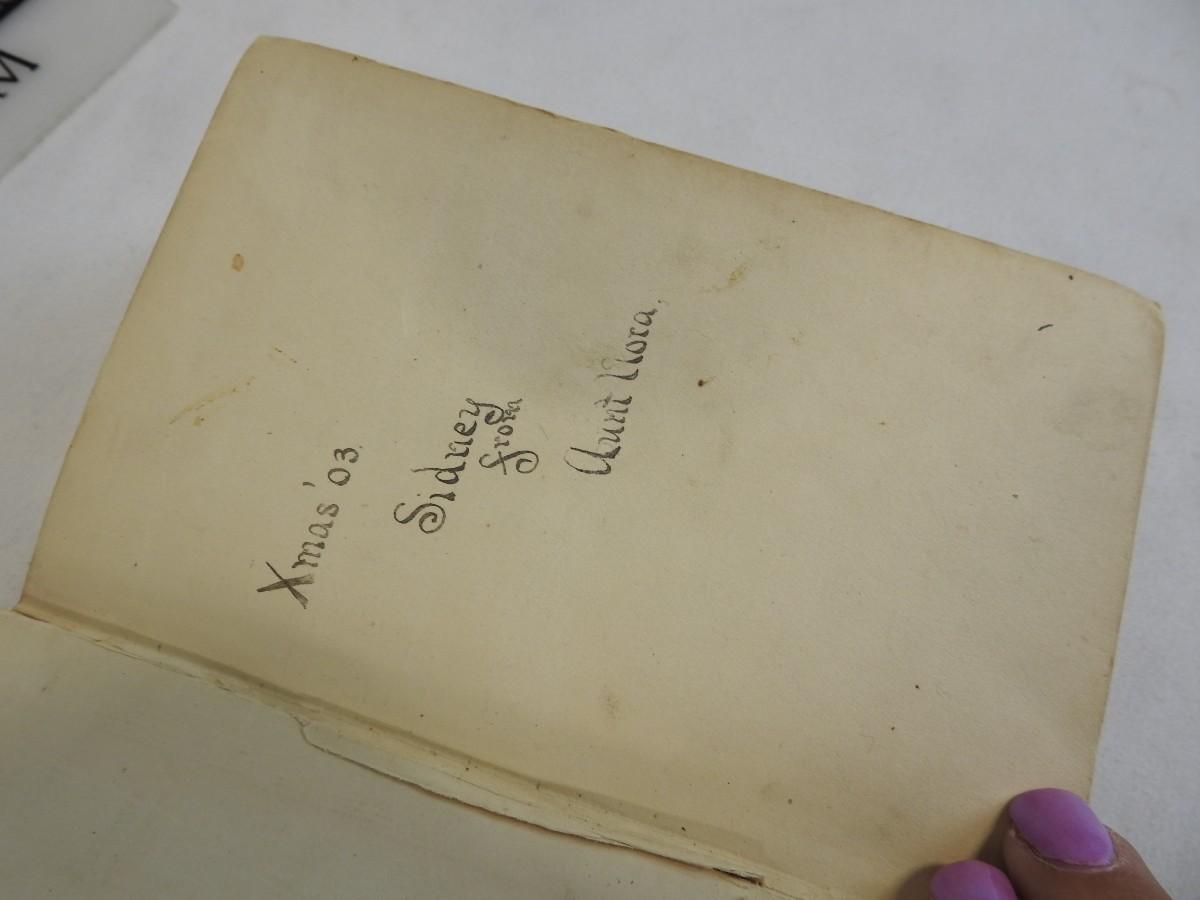 Xmas '03.
Sidney
from
Aunt Nora.
M